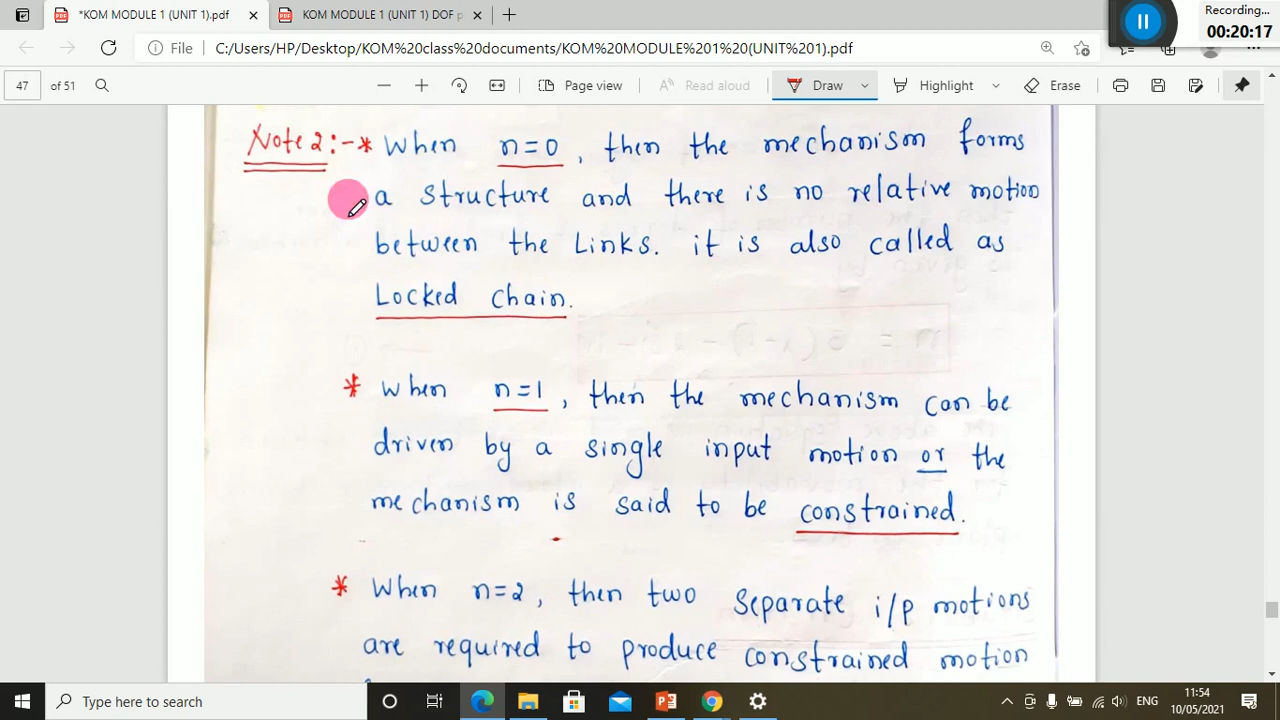 *KOM MODULE 1 (UNIT 1).pdf
KOM MODULE 1 (UNIT 1) DOF p
Recording...
00:20:17
File
C:/Users/HP/Desktop/KOM%20class%20documents/KOM%20MODULE%201%20(UNIT%201).pdf
47 of 51
Page view
Read aloud
Draw
Highlight
Erase
Note 2:- * When n=0, then the mechanism forms
a structure and there is no relative motion
between the Links. it is also called as
Locked chain.
* when n=1, then the mechanism can be
driven by a single input motion or the
mechanism is said to be constrained.
* When n=2, then two separate i/p motions
are required to produce constrained motion
Type here to search
ENG
11:54
10/05/2021